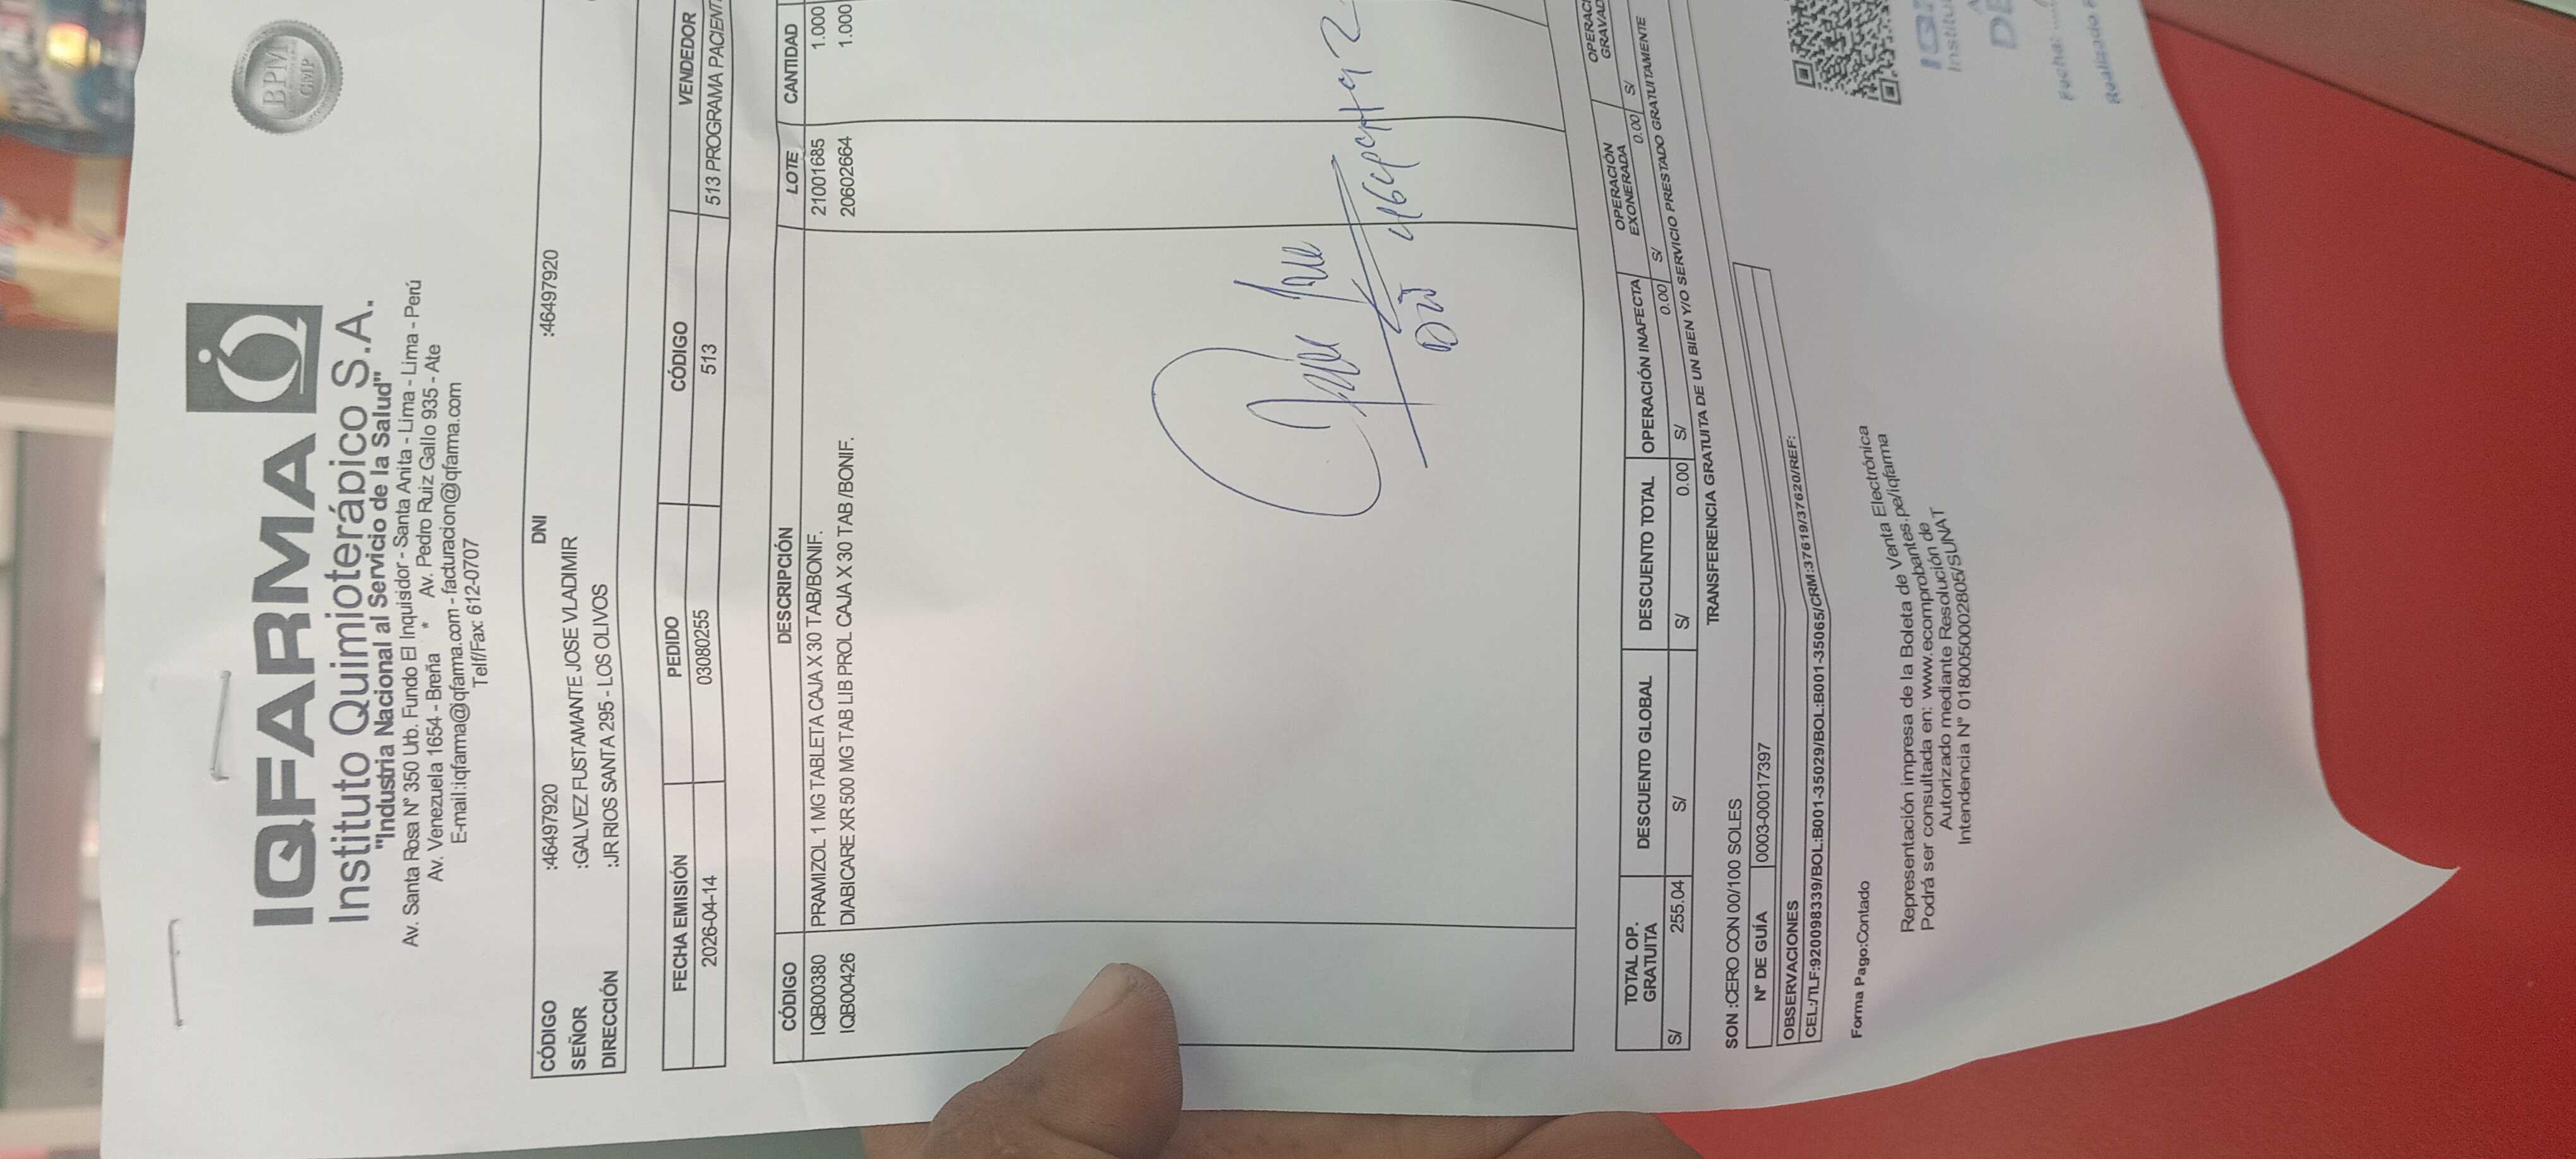 BPM
GMP
IQFARMA
Instituto Quimioterápico S.A.
"Industria Nacional al Servicio de la Salud"
Av. Santa Rosa N° 350 Urb. Fundo El Inquisidor - Santa Anita - Lima - Lima - Perú
Av. Venezuela 1654 - Breña * Av. Pedro Ruiz Gallo 935 - Ate
E-mail:iqfarma@iqfarma.com - facturacion@iqfarma.com
Telf/Fax: 612-0707
CÓDIGO :46497920 DNI :46497920
SEÑOR :GALVEZ FUSTAMANTE JOSE VLADIMIR
DIRECCIÓN :JR RIOS SANTA 295 - LOS OLIVOS
FECHA EMISIÓN PEDIDO CÓDIGO VENDEDOR
2026-04-14 03080255 513 513 PROGRAMA PACIENT
CÓDIGO DESCRIPCIÓN LOTE CANTIDAD
IQB00380 PRAMIZOL 1 MG TABLETA CAJA X 30 TAB/BONIF. 21001685 1.000
IQB00426 DIABICARE XR 500 MG TAB LIB PROL CAJA X 30 TAB /BONIF. 20602664 1.000
TOTAL OP. GRATUITA DESCUENTO GLOBAL DESCUENTO TOTAL OPERACIÓN INAFECTA OPERACIÓN EXONERADA OPERACI GRAVAD
S/ 255.04 S/ S/ 0.00 S/ 0.00 S/ 0.00 S/
TRANSFERENCIA GRATUITA DE UN BIEN Y/O SERVICIO PRESTADO GRATUITAMENTE
SON :CERO CON 00/100 SOLES
N° DE GUÍA 0003-00017397
OBSERVACIONES
CEL:/TLF:920098339/BOL:B001-35029/BOL:B001-35065/CRM:37619/37620/REF:
Forma Pago:Contado
Representación impresa de la Boleta de Venta Electrónica
Podrá ser consultada en: www.ecomprobantes.pe/iqfarma
Autorizado mediante Resolución de
Intendencia N° 0180050002805/SUNAT
Institu
Fecha:
Realizado